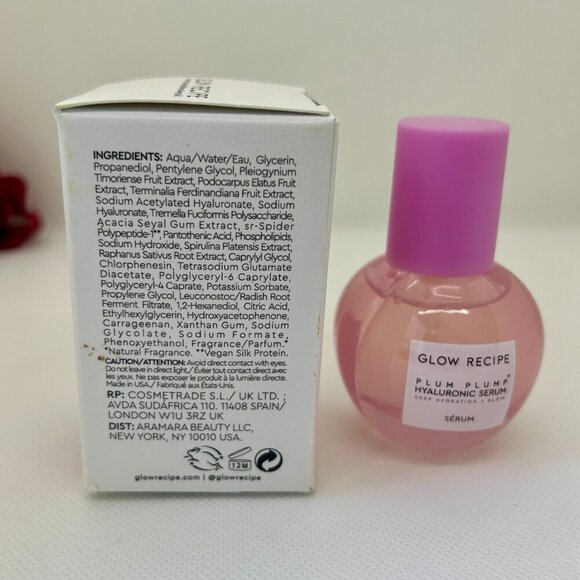 GLOW RECIPE
INGREDIENTS: Aqua/Water/Eau, Glycerin,
Propanediol, Pentylene Glycol, Pleiogynium
Timoriense Fruit Extract, Podocarpus Elatus Fruit
Extract, Terminalia Ferdinandiana Fruit Extract,
Sodium Acetylated Hyaluronate, Sodium
Hyaluronate, Tremella Fuciformis Polysaccharide,
Acacia Seyal Gum Extract, sr-Spider
Polypeptide-1**, Pantothenic Acid, Phospholipids,
Sodium Hydroxide, Spirulina Platensis Extract,
Raphanus Sativus Root Extract, Caprylyl Glycol,
Chlorphenesin, Tetrasodium Glutamate
Diacetate, Polyglyceryl-6 Caprylate,
Polyglyceryl-4 Caprate, Potassium Sorbate,
Propylene Glycol, Leuconostoc/Radish Root
Ferment Filtrate, 1,2-Hexanediol, Citric Acid,
Ethylhexylglycerin, Hydroxyacetophenone,
Carrageenan, Xanthan Gum, Sodium
Glycolate, Sodium Formate,
Phenoxyethanol, Fragrance/Parfum.*
*Natural Fragrance. **Vegan Silk Protein.
CAUTION/ATTENTION: Avoid direct contact with eyes.
Do not leave in direct light./ Éviter tout contact direct avec
les yeux. Ne pas exposer le produit à la lumière directe.
Made in USA./ Fabriqué aux États-Unis.
RP: COSMETRADE S.L./ UK LTD. ;
AVDA SUDÁFRICA 110, 11408 SPAIN/
LONDON W1U 3RZ UK
DIST: ARAMARA BEAUTY LLC,
NEW YORK, NY 10010 USA.
12M
glowrecipe.com | @glowrecipe
GLOW RECIPE
PLUM PLUMP®
HYALURONIC SERUM
DEEP HYDRATION + GLOW
SÉRUM